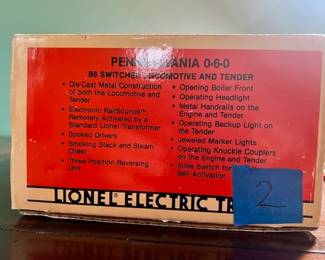 PENNSYLVANIA 0-6-0
B6 SWITCHER LOCOMOTIVE AND TENDER
• Die-Cast Metal Construction
of both the Locomotive and
Tender
• Electronic RailSounds™
Remotely Activated by a
Standard Lionel Transformer
• Spoked Drivers
• Smoking Stack and Steam
Chest
• Three Position Reversing
Unit
• Opening Boiler Front
• Operating Headlight
• Metal Handrails on the
Engine and Tender
• Operating Backup Light on
the Tender
• Jeweled Marker Lights
• Operating Knuckle Couplers
on the Engine and Tender
• Slide Switch for
Bell Activation
LIONEL ELECTRIC TR
2